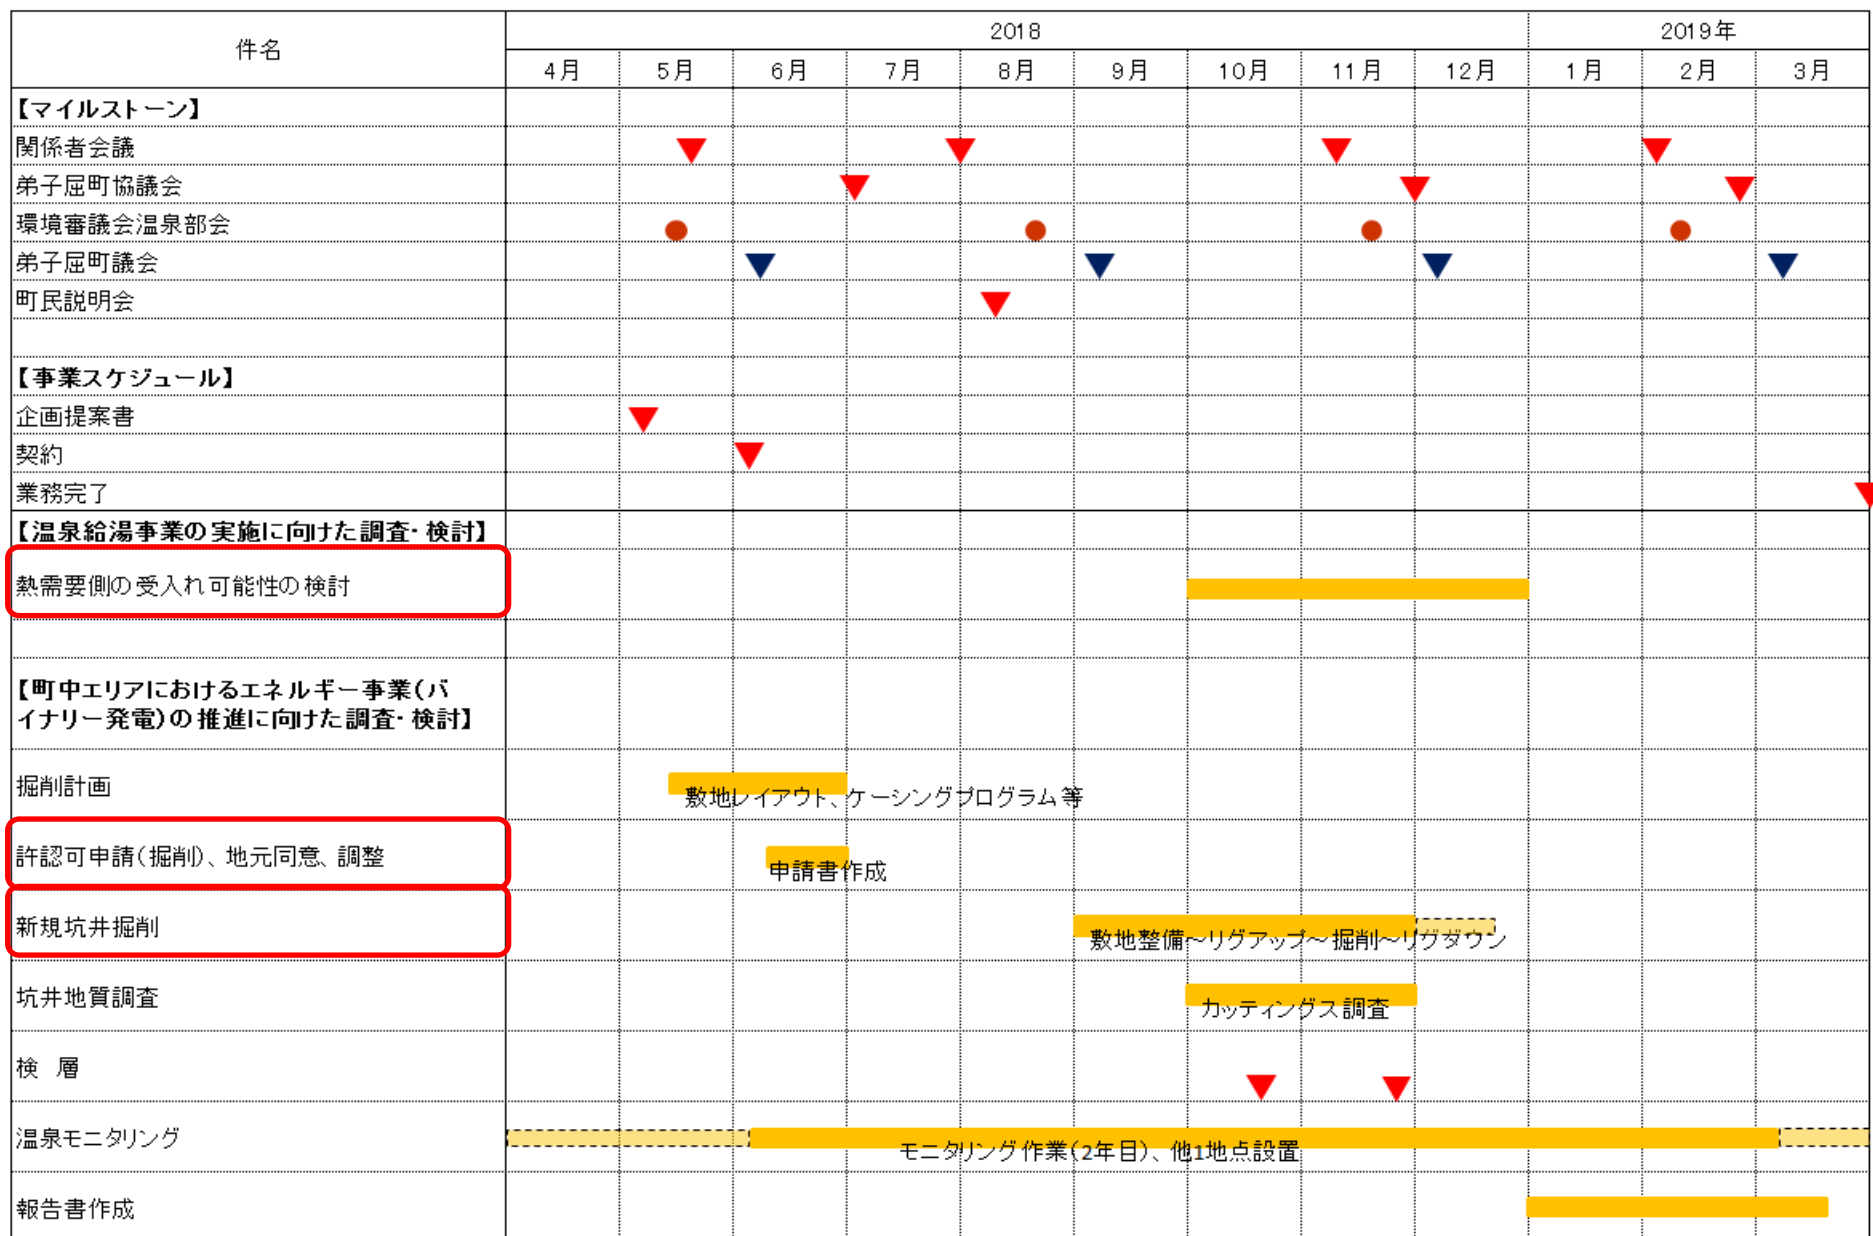 件名
2018
2019年
4月
5月
6月
7月
8月
9月
10月
11月
12月
1月
2月
3月
【マイルストーン】
関係者会議
弟子屈町協議会
環境審議会温泉部会
弟子屈町議会
町民説明会
【事業スケジュール】
企画提案書
契約
業務完了
【温泉給湯事業の実施に向けた調査・検討】
熱需要側の受入れ可能性の検討
【町中エリアにおけるエネルギー事業(バ
イナリー発電)の推進に向けた調査・検討】
掘削計画
敷地レイアウト、ケーシングプログラム等
許認可申請(掘削)、地元同意、調整
申請書作成
新規坑井掘削
敷地整備～リグアップ～掘削～リグダウン
坑井地質調査
カッティングス調査
検 層
温泉モニタリング
モニタリング作業(2年目)、他1地点設置
報告書作成